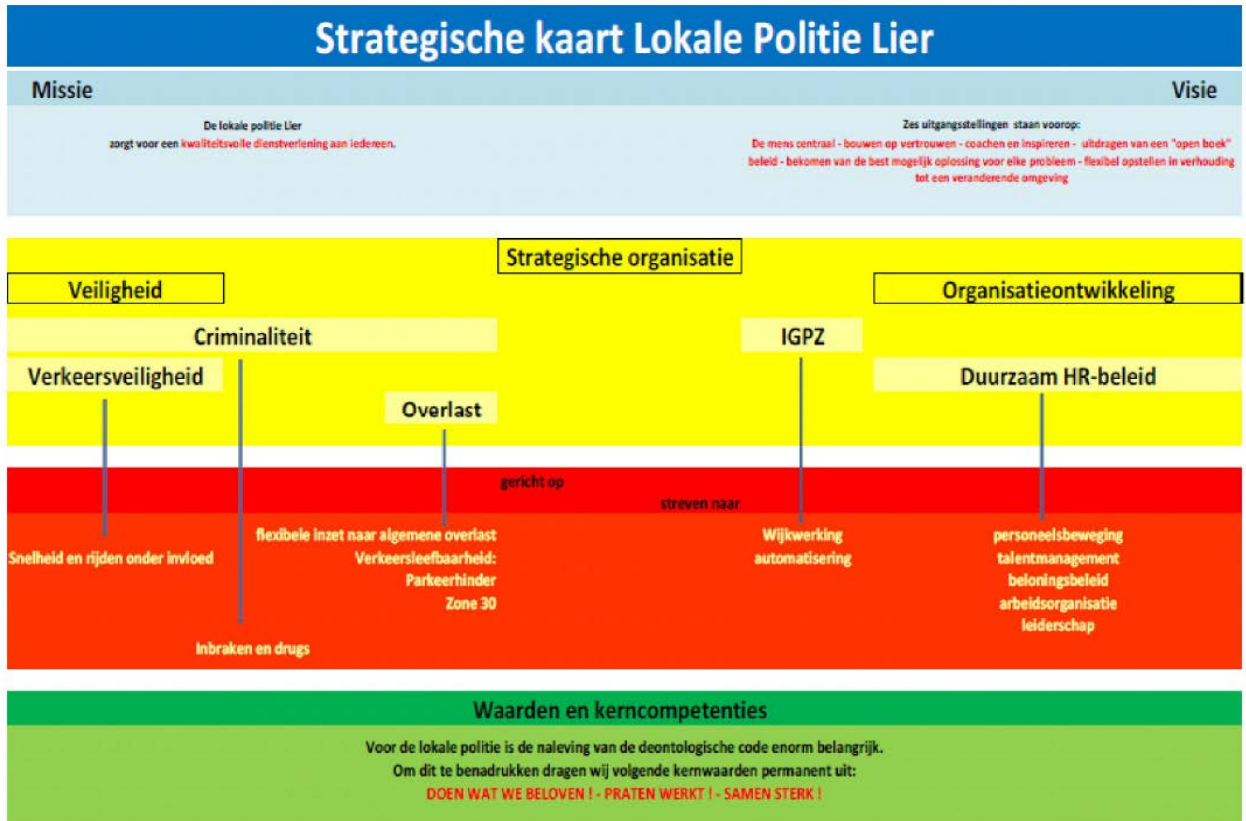 Strategische kaart Lokale Politie Lier
Missie
Visie
De lokale politie Lier
zorgt voor een kwaliteitsvolle dienstverlening aan iedereen.
Zes uitgangsstellingen staan voorop:
De mens centraal - bouwen op vertrouwen - coachen en inspireren - uitdragen van een "open boek"
beleid - bekomen van de best mogelijk oplossing voor elke probleem - flexibel opstellen in verhouding
tot een veranderende omgeving
Strategische organisatie
Veiligheid
Organisatieontwikkeling
Criminaliteit
IGPZ
Verkeersveiligheid
Duurzaam HR-beleid
Overlast
gericht op
streven naar
Snelheid en rijden onder invloed
flexibele inzet naar algemene overlast
Verkeersleefbaarheid:
Parkeerhinder
Zone 30
Inbraken en drugs
Wijkwerking
automatisering
personeelsbeweging
talentmanagement
beloningsbeleid
arbeidsorganisatie
leiderschap
Waarden en kerncompetenties
Voor de lokale politie is de naleving van de deontologische code enorm belangrijk.
Om dit te benadrukken dragen wij volgende kernwaarden permanent uit:
DOEN WAT WE BELOVEN ! - PRATEN WERKT ! - SAMEN STERK !